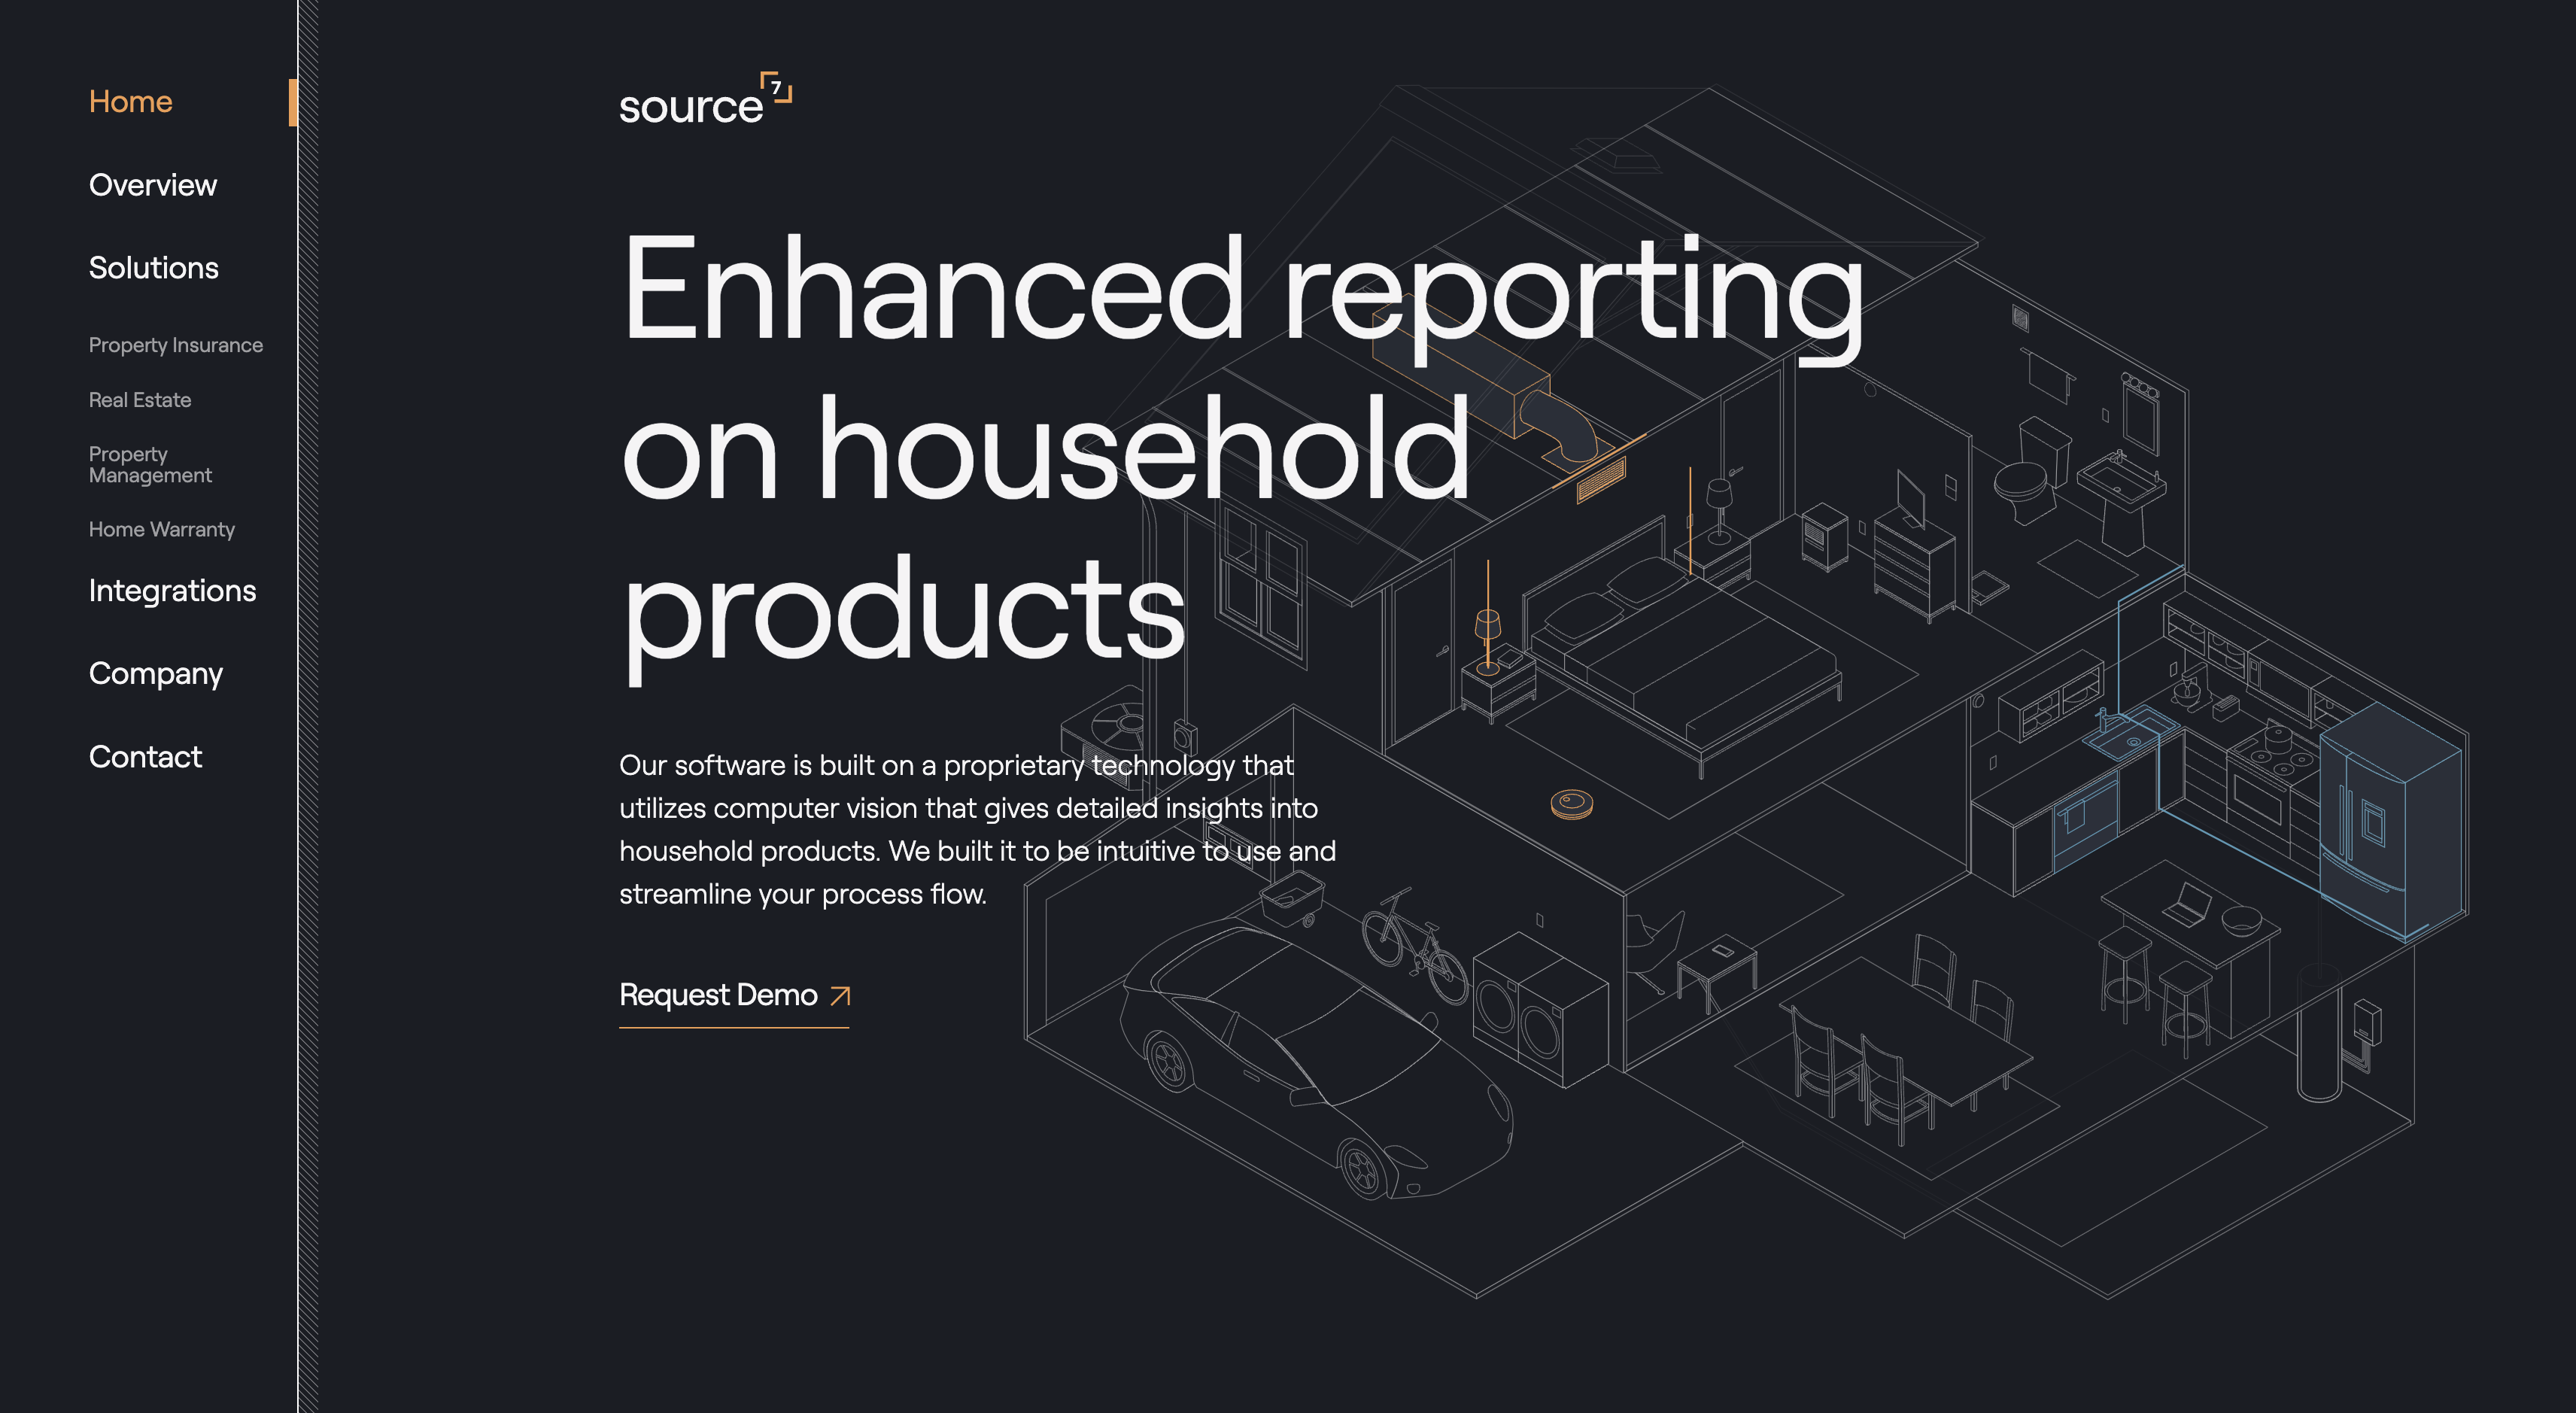 Home
Overview
Solutions
Property Insurance
Real Estate
Property
Management
Home Warranty
Integrations
Company
Contact
source 7
Enhanced reporting
on household
products
Our software is built on a proprietary technology that
utilizes computer vision that gives detailed insights into
household products. We built it to be intuitive to use and
streamline your process flow.
Request Demo